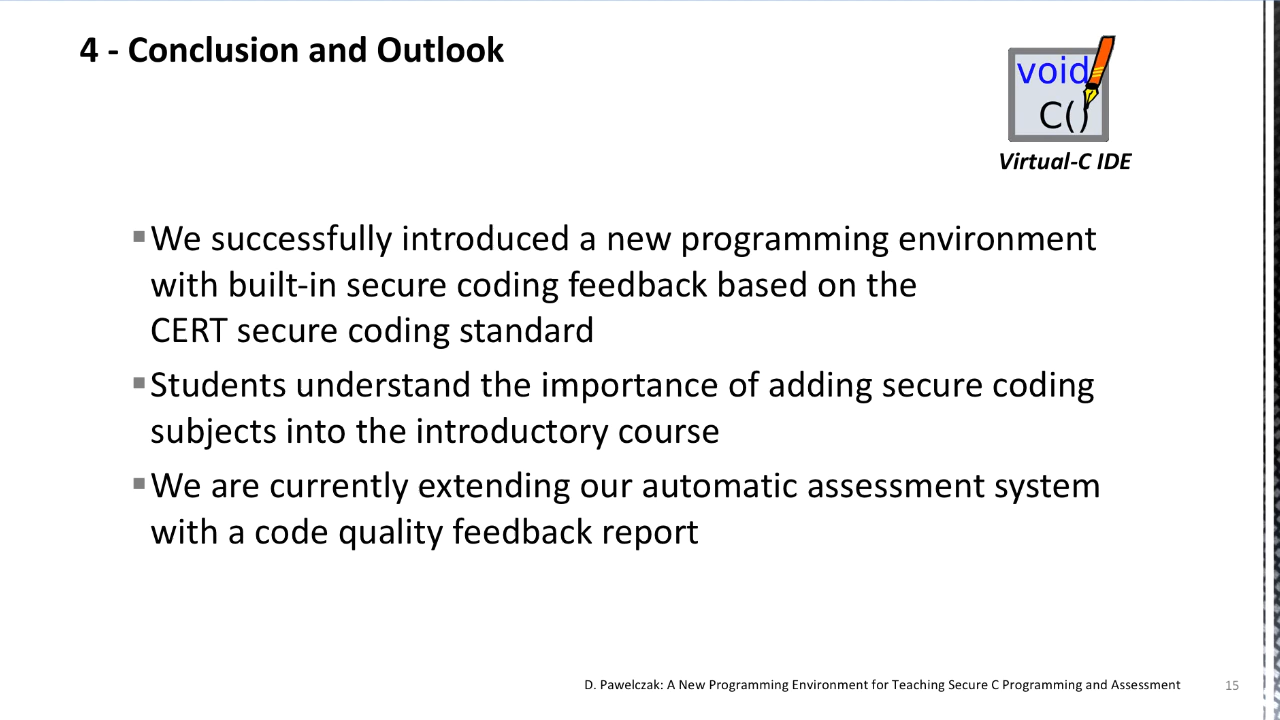 4 - Conclusion and Outlook
void
C()
Virtual-C IDE
▪We successfully introduced a new programming environment
with built-in secure coding feedback based on the
CERT secure coding standard
▪Students understand the importance of adding secure coding
subjects into the introductory course
▪We are currently extending our automatic assessment system
with a code quality feedback report
D. Pawelczak: A New Programming Environment for Teaching Secure C Programming and Assessment
15